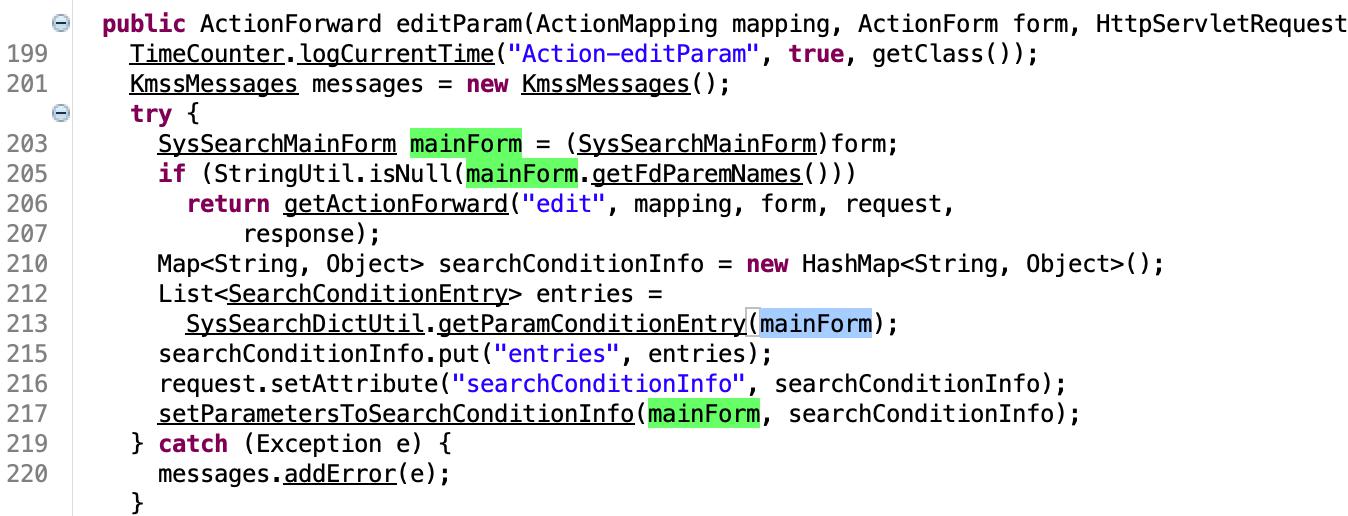 public ActionForward editParam(ActionMapping mapping, ActionForm form, HttpServletRequest
199 TimeCounter.logCurrentTime("Action-editParam", true, getClass());
201 KmssMessages messages = new KmssMessages();
try {
203 SysSearchMainForm mainForm = (SysSearchMainForm)form;
205 if (StringUtil.isNull(mainForm.getFdParemNames()))
206 return getActionForward("edit", mapping, form, request,
207 response);
210 Map<String, Object> searchConditionInfo = new HashMap<String, Object>();
212 List<SearchConditionEntry> entries =
213 SysSearchDictUtil.getParamConditionEntry(mainForm);
215 searchConditionInfo.put("entries", entries);
216 request.setAttribute("searchConditionInfo", searchConditionInfo);
217 setParametersToSearchConditionInfo(mainForm, searchConditionInfo);
219 } catch (Exception e) {
220 messages.addError(e);
}